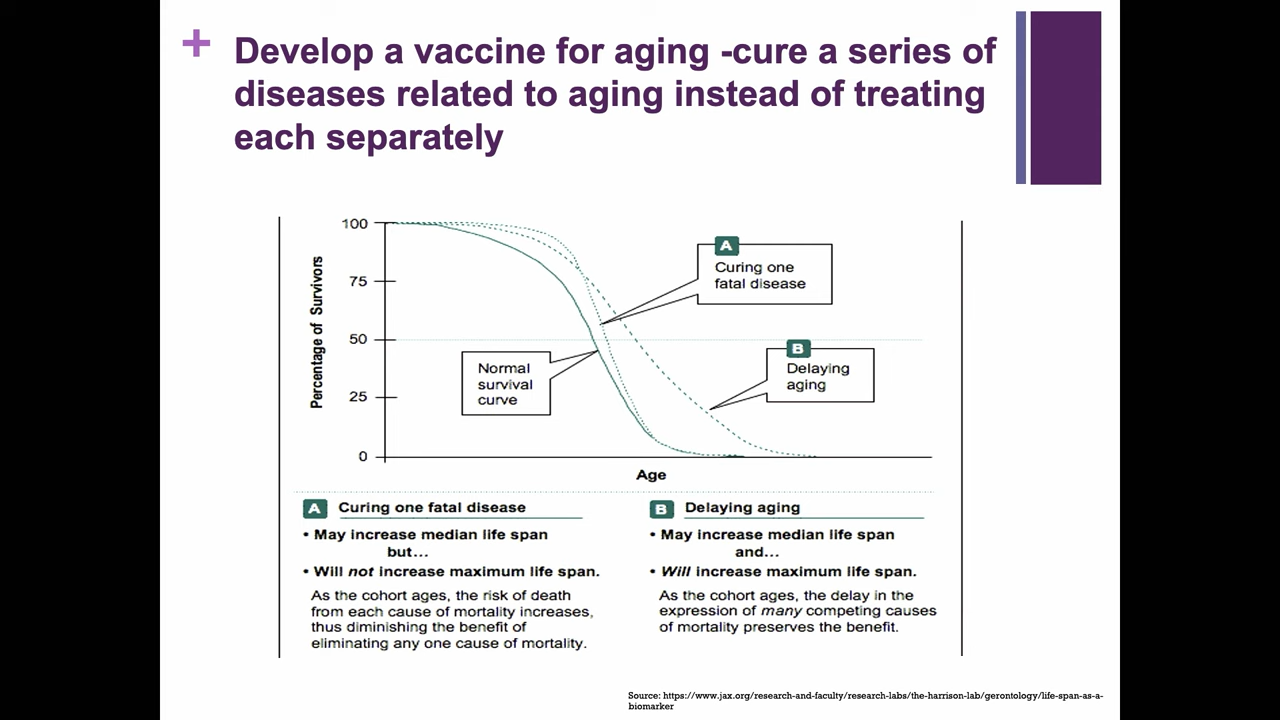 +
Develop a vaccine for aging -cure a series of
diseases related to aging instead of treating
each separately
100
75
50
25
0
Percentage of Survivors
Age
A
Curing one
fatal disease
Normal
survival
curve
B
Delaying
aging
A Curing one fatal disease
• May increase median life span
but...
• Will not increase maximum life span.
As the cohort ages, the risk of death
from each cause of mortality increases,
thus diminishing the benefit of
eliminating any one cause of mortality.
B Delaying aging
• May increase median life span
and...
• Will increase maximum life span.
As the cohort ages, the delay in the
expression of many competing causes
of mortality preserves the benefit.
Source: https://www.jax.org/research-and-faculty/research-labs/the-harrison-lab/gerontology/life-span-as-a-
biomarker